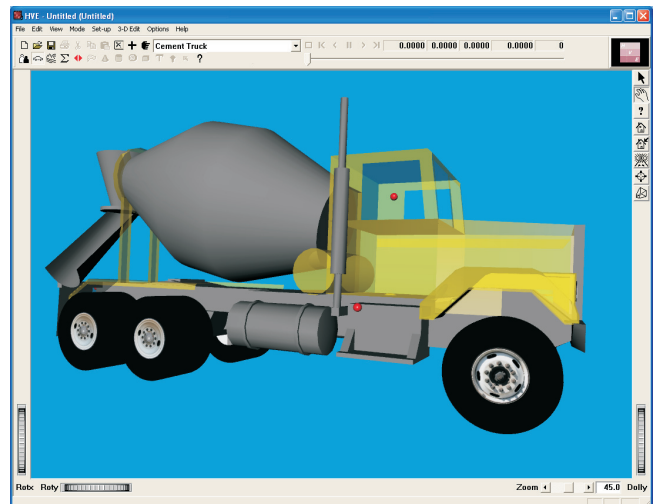 HVE - Untitled (Untitled)
File Edit View Mode Set-up 3-D Edit Options Help
Cement Truck 0.0000 0.0000 0.0000 0.0000 0
?
?
Rotx Roty Zoom 45.0 Dolly